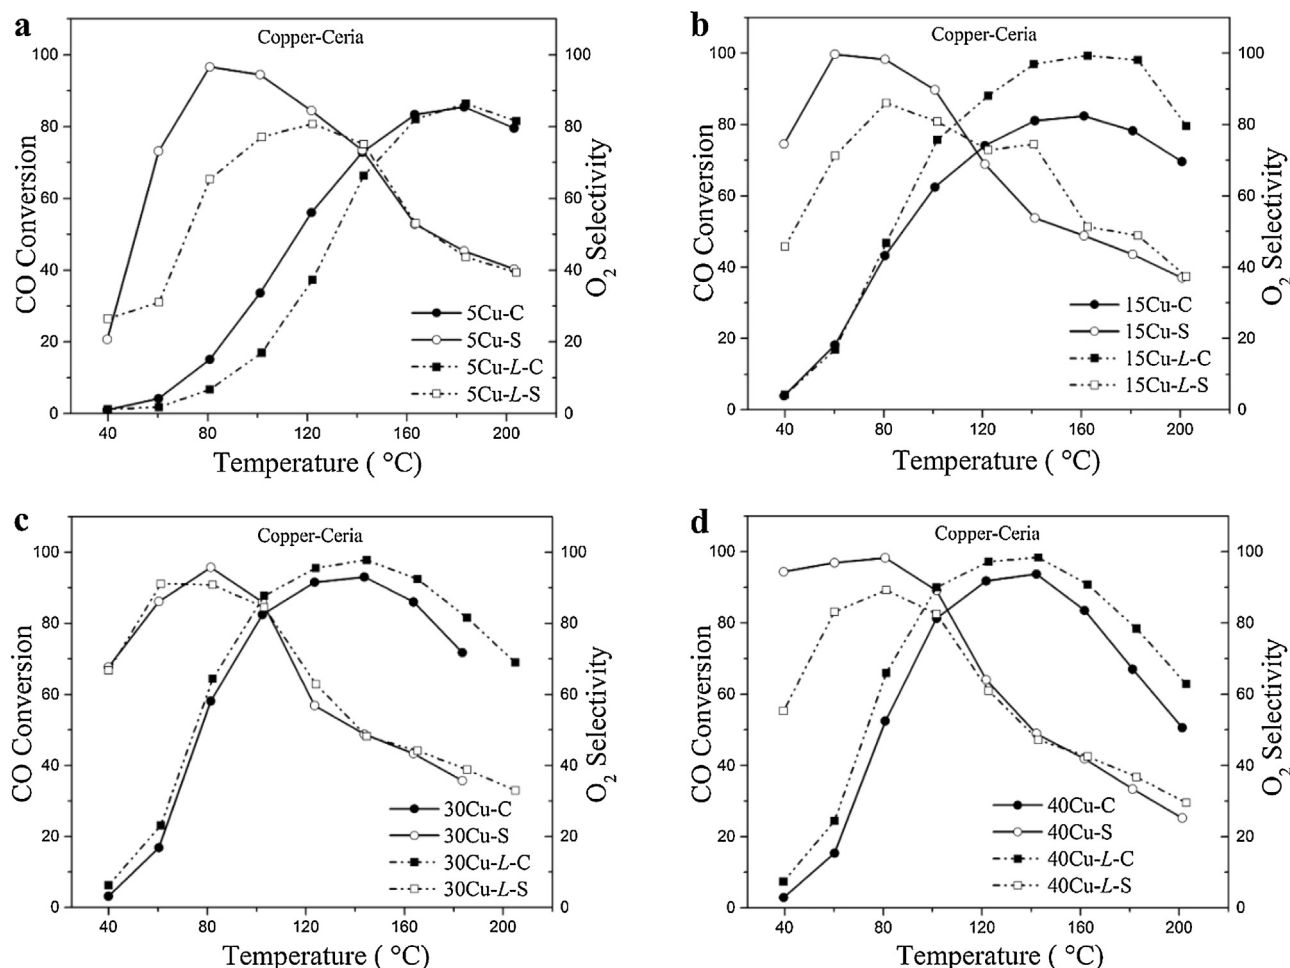 a
Copper-Ceria
100
80
60
40
20
0
CO Conversion
100
80
60
40
20
0
O2 Selectivity
5Cu-C
5Cu-S
5Cu-L-C
5Cu-L-S
40 80 120 160 200
Temperature ( °C)
b
Copper-Ceria
100
80
60
40
20
0
CO Conversion
100
80
60
40
20
0
O2 Selectivity
15Cu-C
15Cu-S
15Cu-L-C
15Cu-L-S
40 80 120 160 200
Temperature ( °C)
c
Copper-Ceria
100
80
60
40
20
0
CO Conversion
100
80
60
40
20
0
O2 Selectivity
30Cu-C
30Cu-S
30Cu-L-C
30Cu-L-S
40 80 120 160 200
Temperature ( °C)
d
Copper-Ceria
100
80
60
40
20
0
CO Conversion
100
80
60
40
20
0
O2 Selectivity
40Cu-C
40Cu-S
40Cu-L-C
40Cu-L-S
40 80 120 160 200
Temperature ( °C)